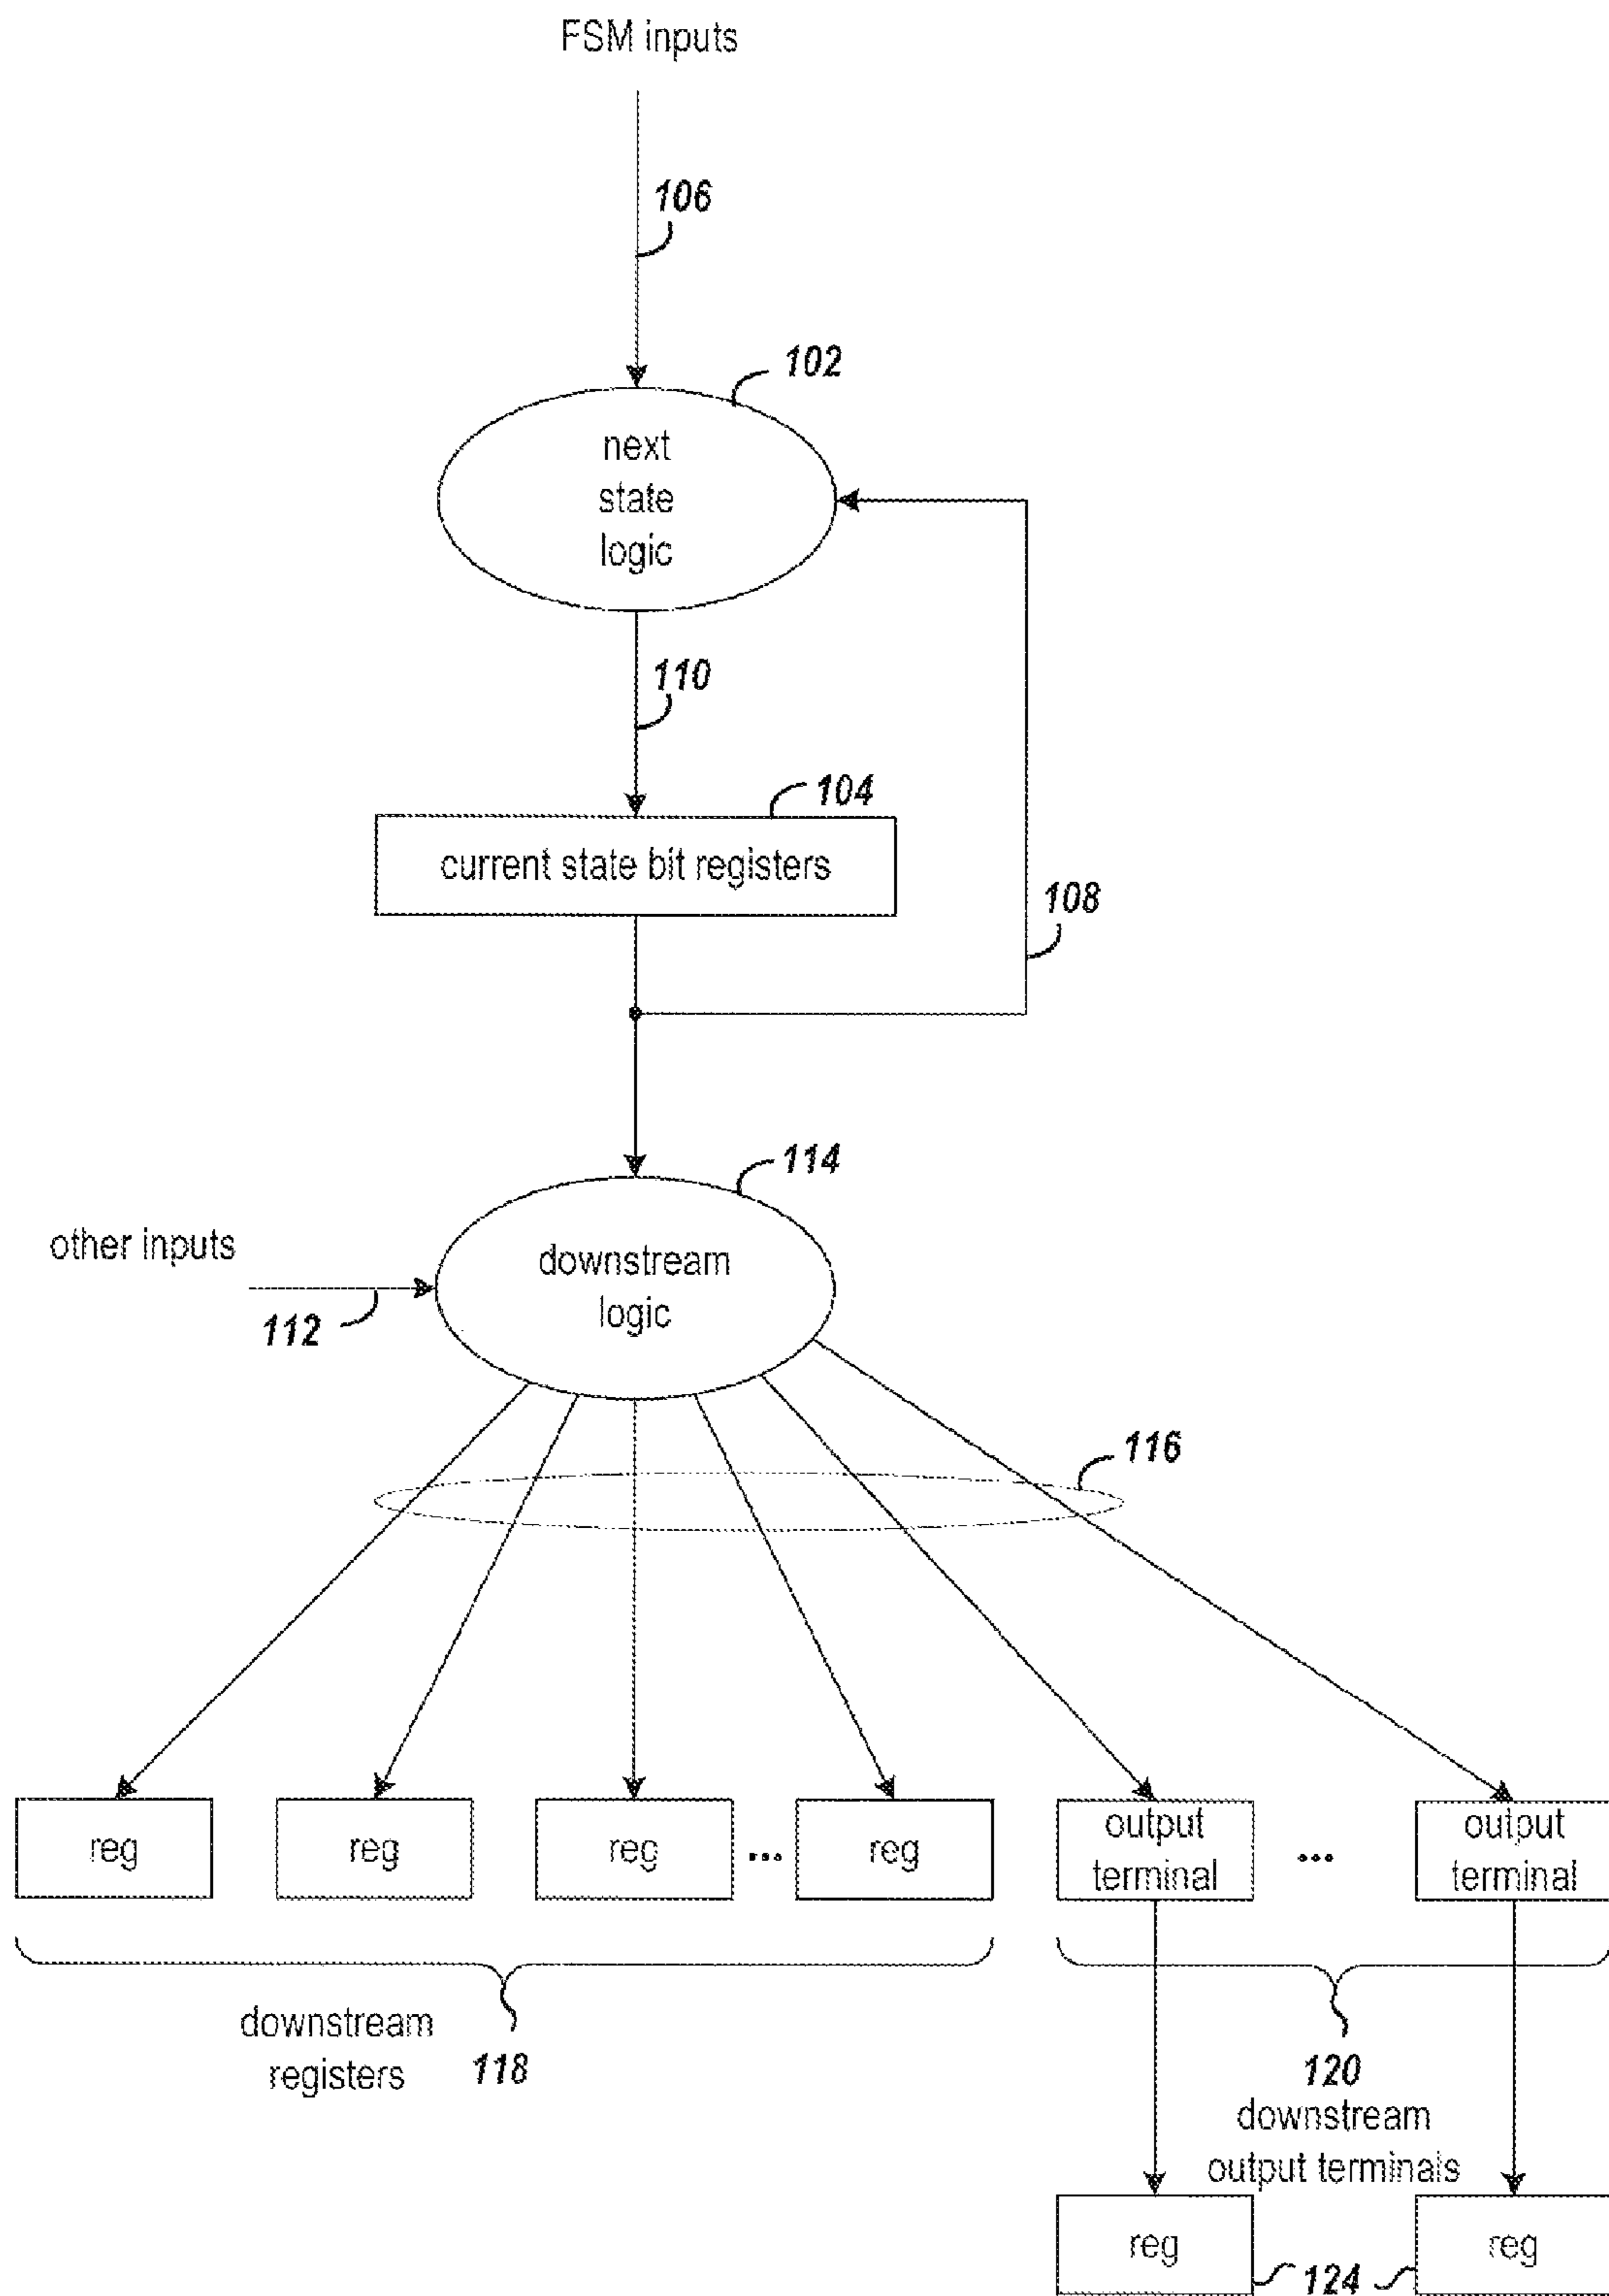 FSM inputs
106
102
next
state
logic
110
104
current state bit registers
108
114
other inputs
downstream
logic
112
116
reg
reg
reg
...
reg
output
terminal
...
output
terminal
downstream
registers
118
120
downstream
output terminals
reg
reg
124